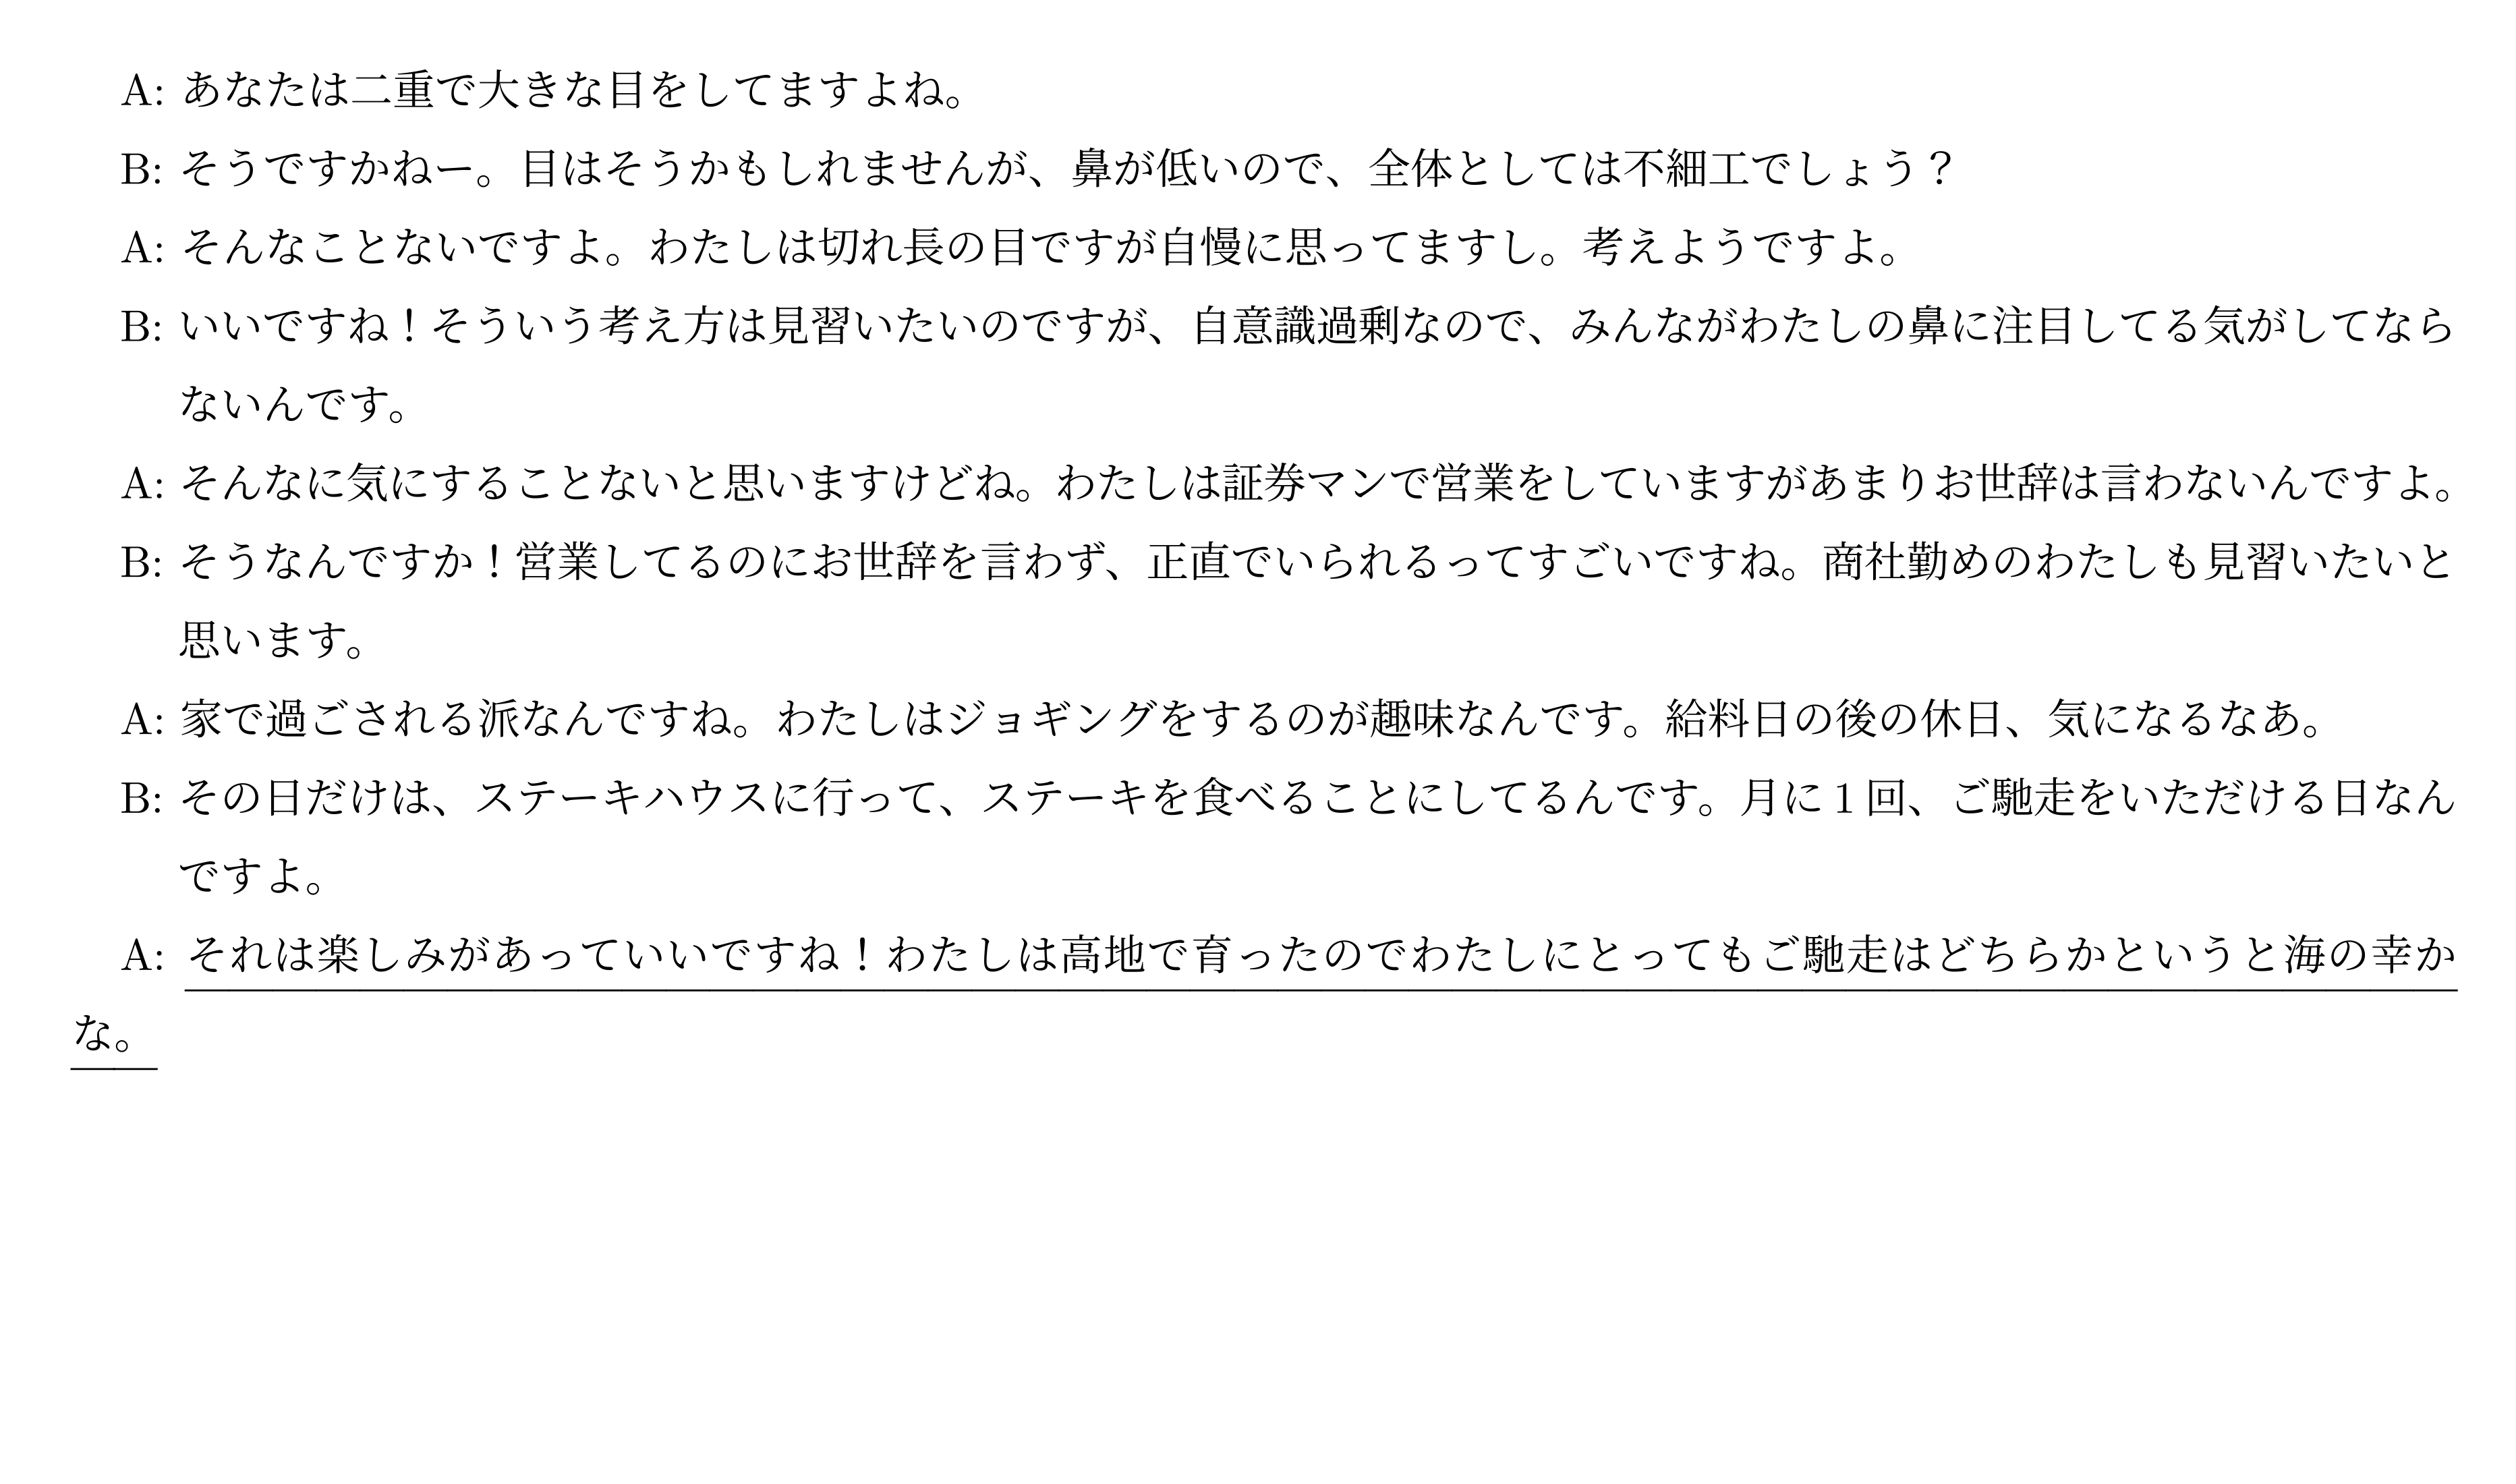 A: あなたは二重で大きな目をしてますよね。
B: そうですかねー。目はそうかもしれませんが、鼻が低いので、全体としては不細工でしょう？
A: そんなことないですよ。わたしは切れ長の目ですが自慢に思ってますし。考えようですよ。
B: いいですね！そういう考え方は見習いたいのですが、自意識過剰なので、みんながわたしの鼻に注目してる気がしてなら
ないんです。
A: そんなに気にすることないと思いますけどね。わたしは証券マンで営業をしていますがあまりお世辞は言わないんですよ。
B: そうなんですか！営業してるのにお世辞を言わず、正直でいられるってすごいですね。商社勤めのわたしも見習いたいと
思います。
A: 家で過ごされる派なんですね。わたしはジョギングをするのが趣味なんです。給料日の後の休日、気になるなあ。
B: その日だけは、ステーキハウスに行って、ステーキを食べることにしてるんです。月に 1 回、ご馳走をいただける日なん
ですよ。
A: それは楽しみがあっていいですね！わたしは高地で育ったのでわたしにとってもご馳走はどちらかというと海の幸か
な。